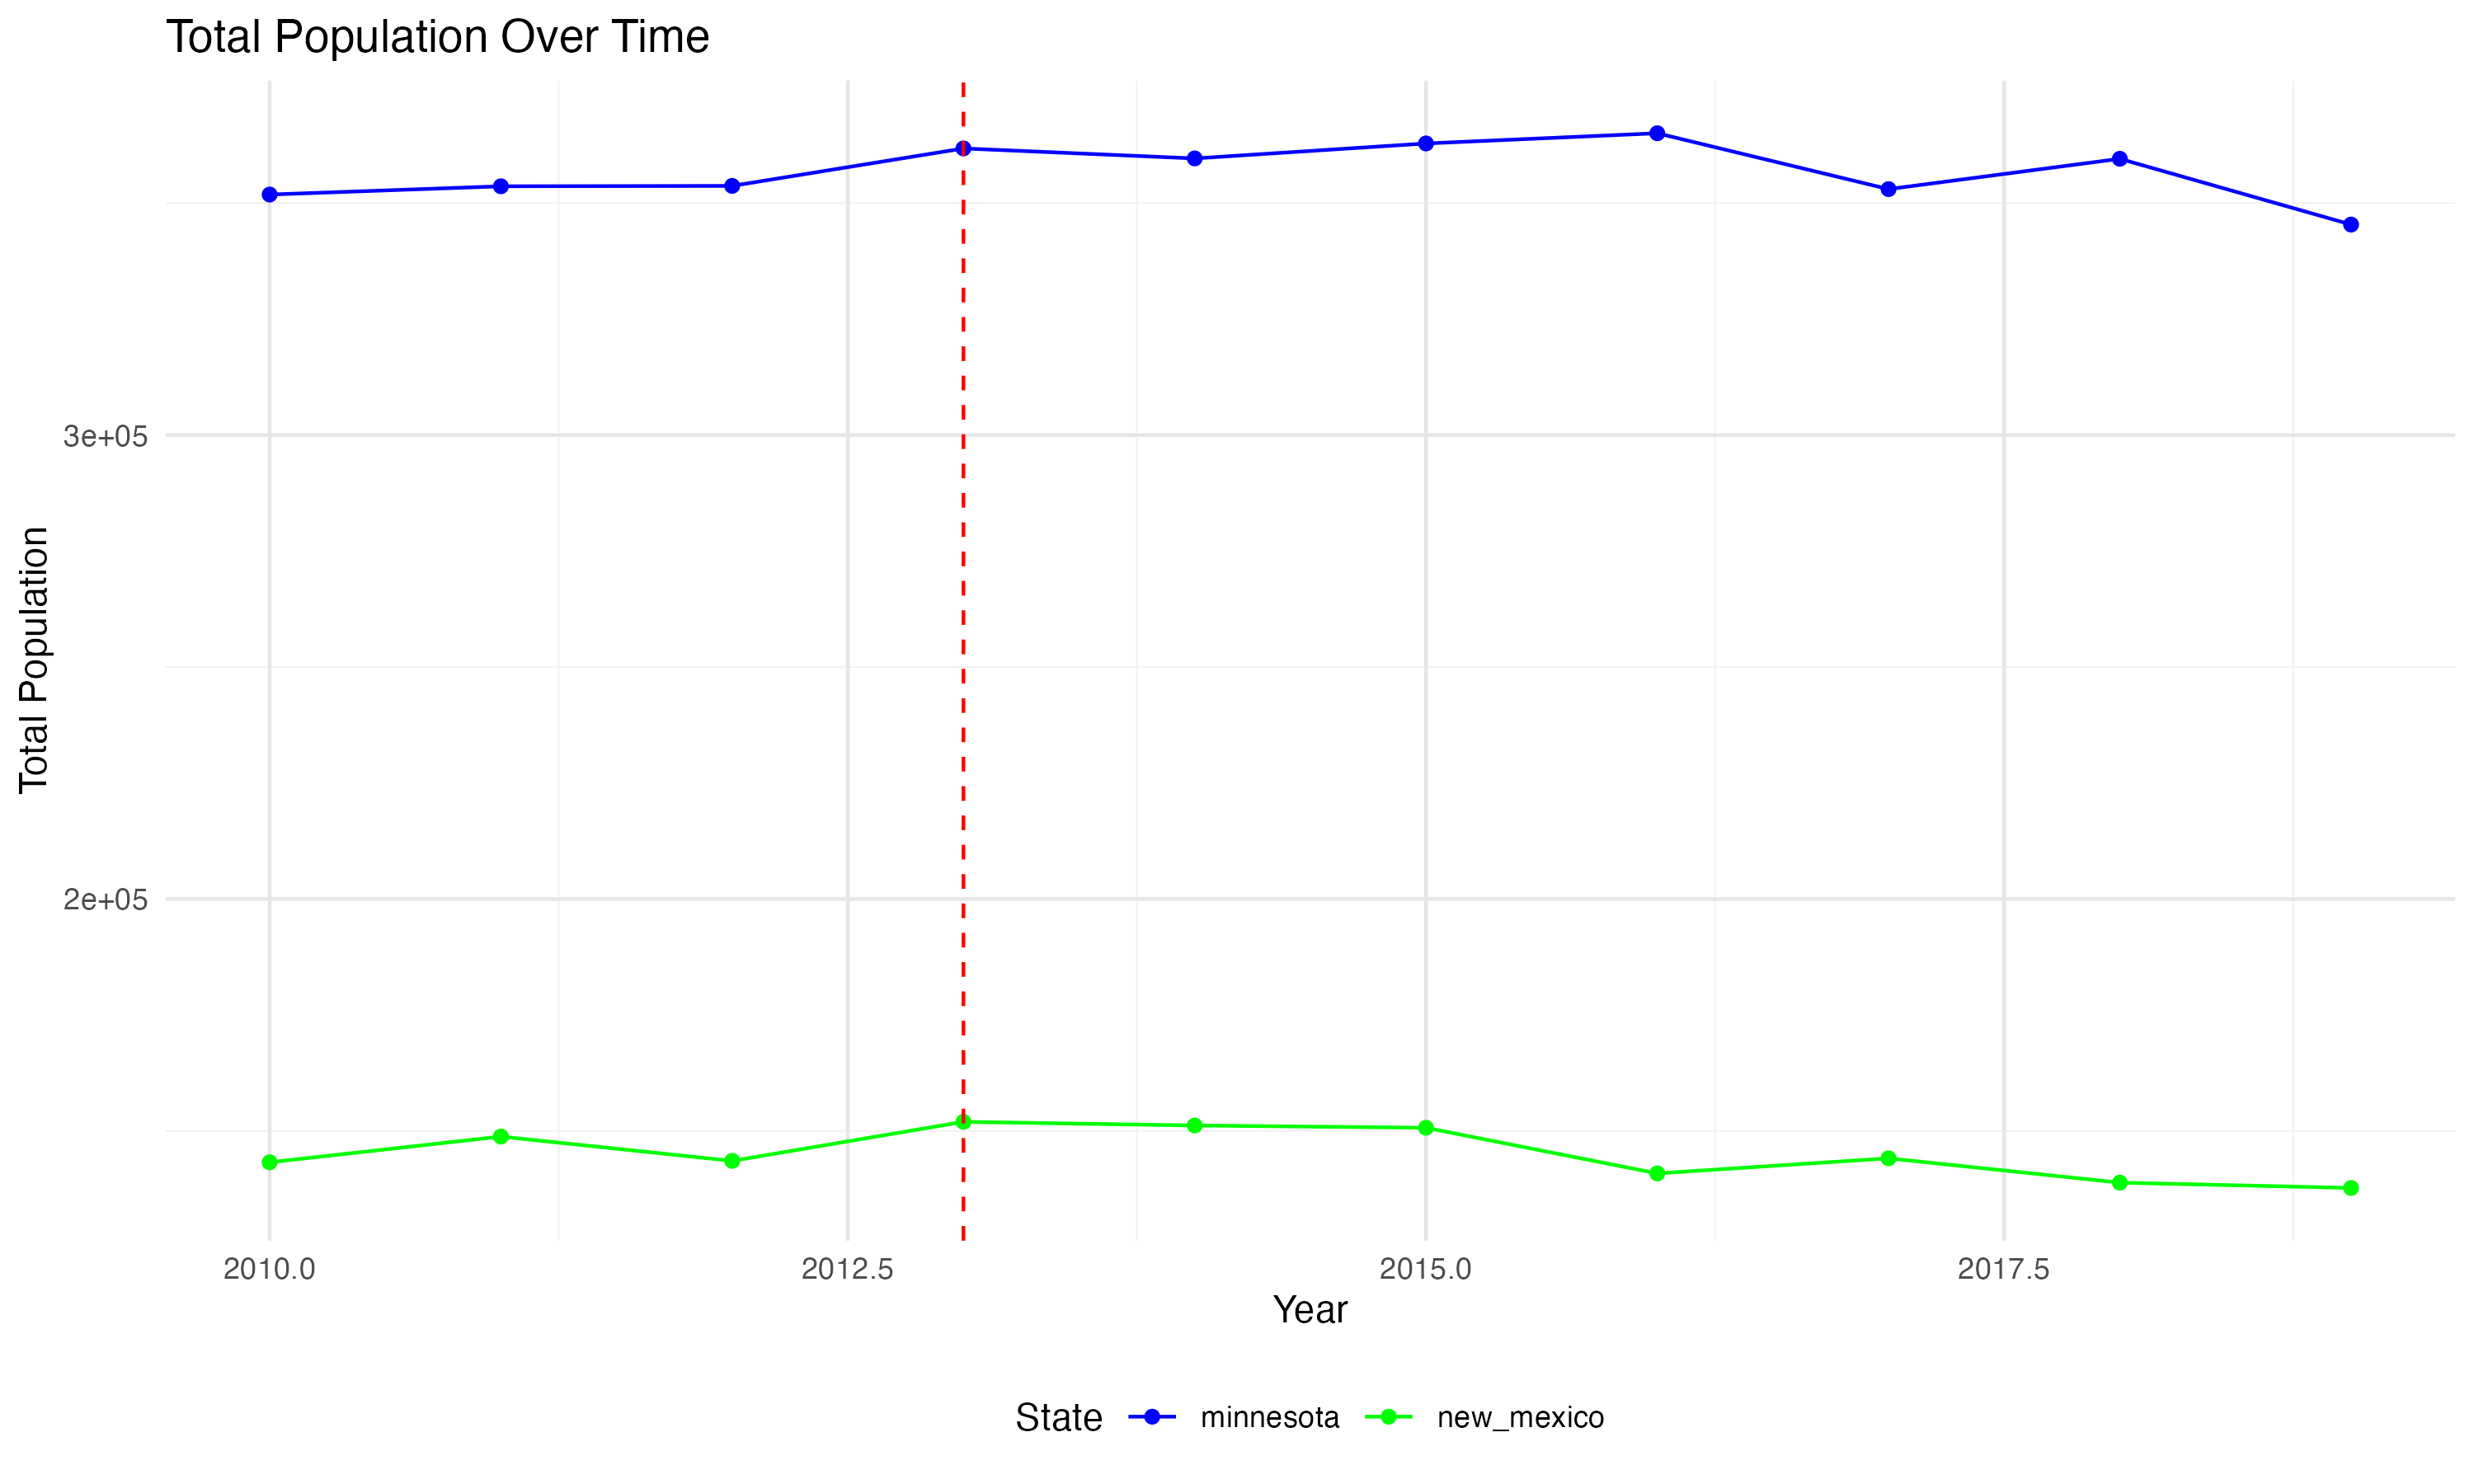 Total Population Over Time
Total Population
3e+05
2e+05
2010.0 2012.5 2015.0 2017.5
Year
State minnesota new_mexico